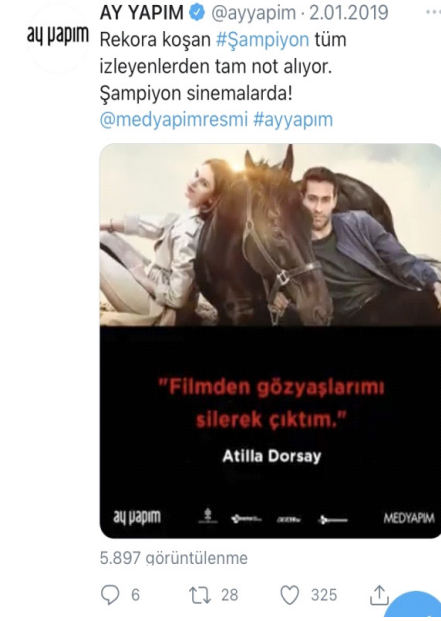 AY YAPIM @ayyapim · 2.01.2019
ay yapım
Rekora koşan #Şampiyon tüm
izleyenlerden tam not alıyor.
Şampiyon sinemalarda!
@medyapimresmi #ayyapım
"Filmden gözyaşlarımı
silerek çıktım."
Atilla Dorsay
ay yapım
MEDYAPIM
5.897 görüntülenme
6 28 325